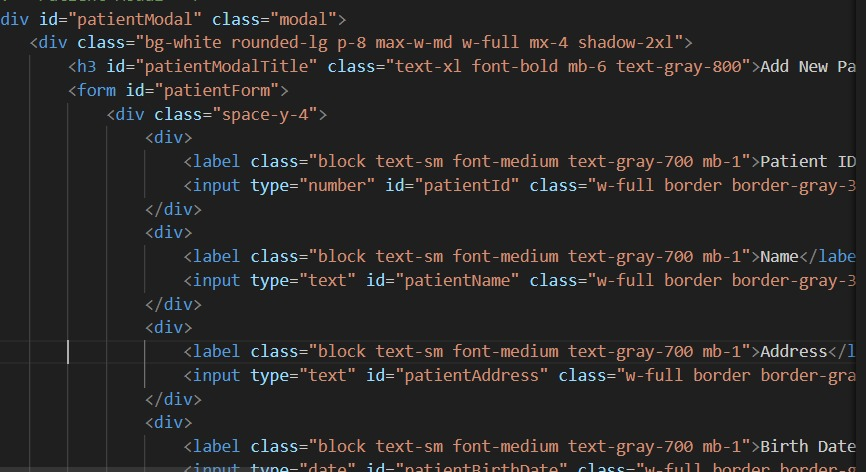 div id="patientModal" class="modal">
<div class="bg-white rounded-lg p-8 max-w-md w-full mx-4 shadow-2xl">
<h3 id="patientModalTitle" class="text-xl font-bold mb-6 text-gray-800">Add New Pa
<form id="patientForm">
<div class="space-y-4">
<div>
<label class="block text-sm font-medium text-gray-700 mb-1">Patient ID
<input type="number" id="patientId" class="w-full border border-gray-3
</div>
<div>
<label class="block text-sm font-medium text-gray-700 mb-1">Name</labe
<input type="text" id="patientName" class="w-full border border-gray-3
</div>
<div>
<label class="block text-sm font-medium text-gray-700 mb-1">Address</l
<input type="text" id="patientAddress" class="w-full border border-gra
</div>
<div>
<label class="block text-sm font-medium text-gray-700 mb-1">Birth Date
<input type="date" id="patientBirthDate" class="w-full border border-g